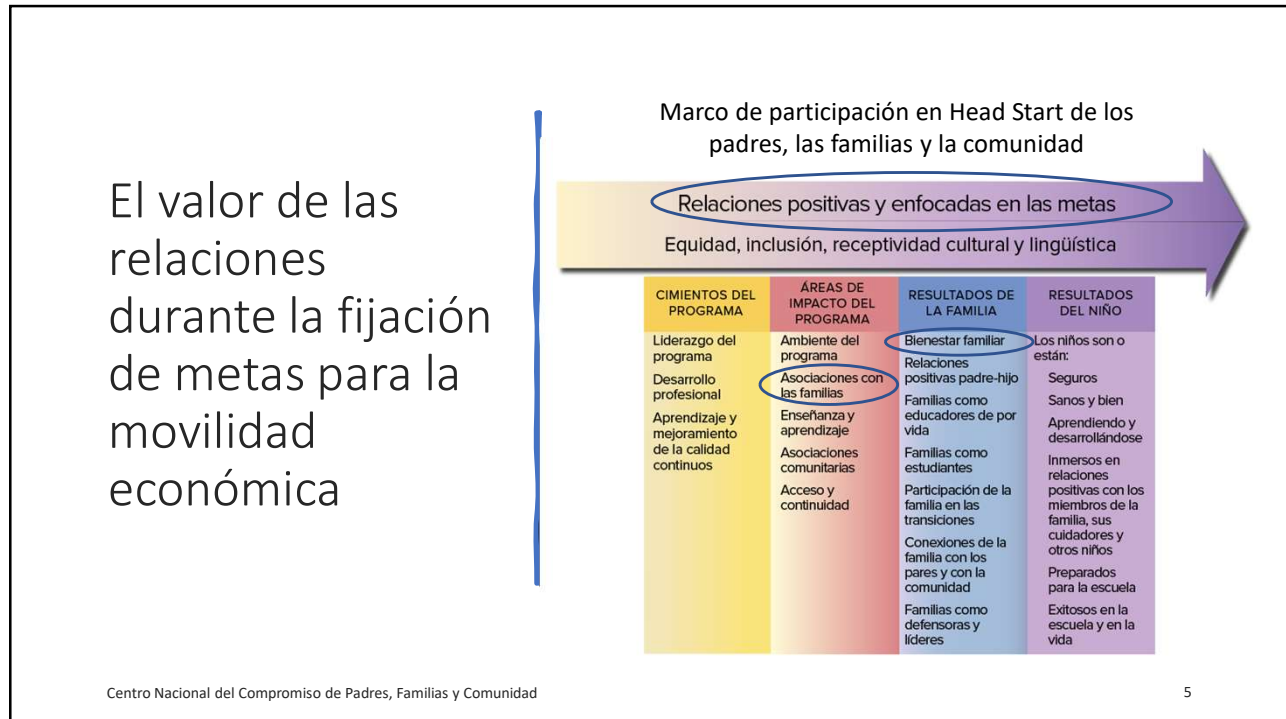 El valor de las
relaciones
durante la fijación
de metas para la
movilidad
económica
Marco de participación en Head Start de los
padres, las familias y la comunidad
Relaciones positivas y enfocadas en las metas
Equidad, inclusión, receptividad cultural y lingüística
CIMIENTOS DEL
PROGRAMA
Liderazgo del
programa
Desarrollo
profesional
Aprendizaje y
mejoramiento
de la calidad
continuos
ÁREAS DE
IMPACTO DEL
PROGRAMA
Ambiente del
programa
Asociaciones con
las familias
Enseñanza y
aprendizaje
Asociaciones
comunitarias
Acceso y
continuidad
RESULTADOS DE
LA FAMILIA
Bienestar familiar
Relaciones
positivas padre-hijo
Familias como
educadores de por
vida
Familias como
estudiantes
Participación de la
familia en las
transiciones
Conexiones de la
familia con los
pares y con la
comunidad
Familias como
defensoras y
líderes
RESULTADOS
DEL NIÑO
Los niños son o
están:
Seguros
Sanos y bien
Aprendiendo y
desarrollándose
Inmersos en
relaciones
positivas con los
miembros de la
familia, sus
cuidadores y
otros niños
Preparados
para la escuela
Exitosos en la
escuela y en la
vida
Centro Nacional del Compromiso de Padres, Familias y Comunidad
5